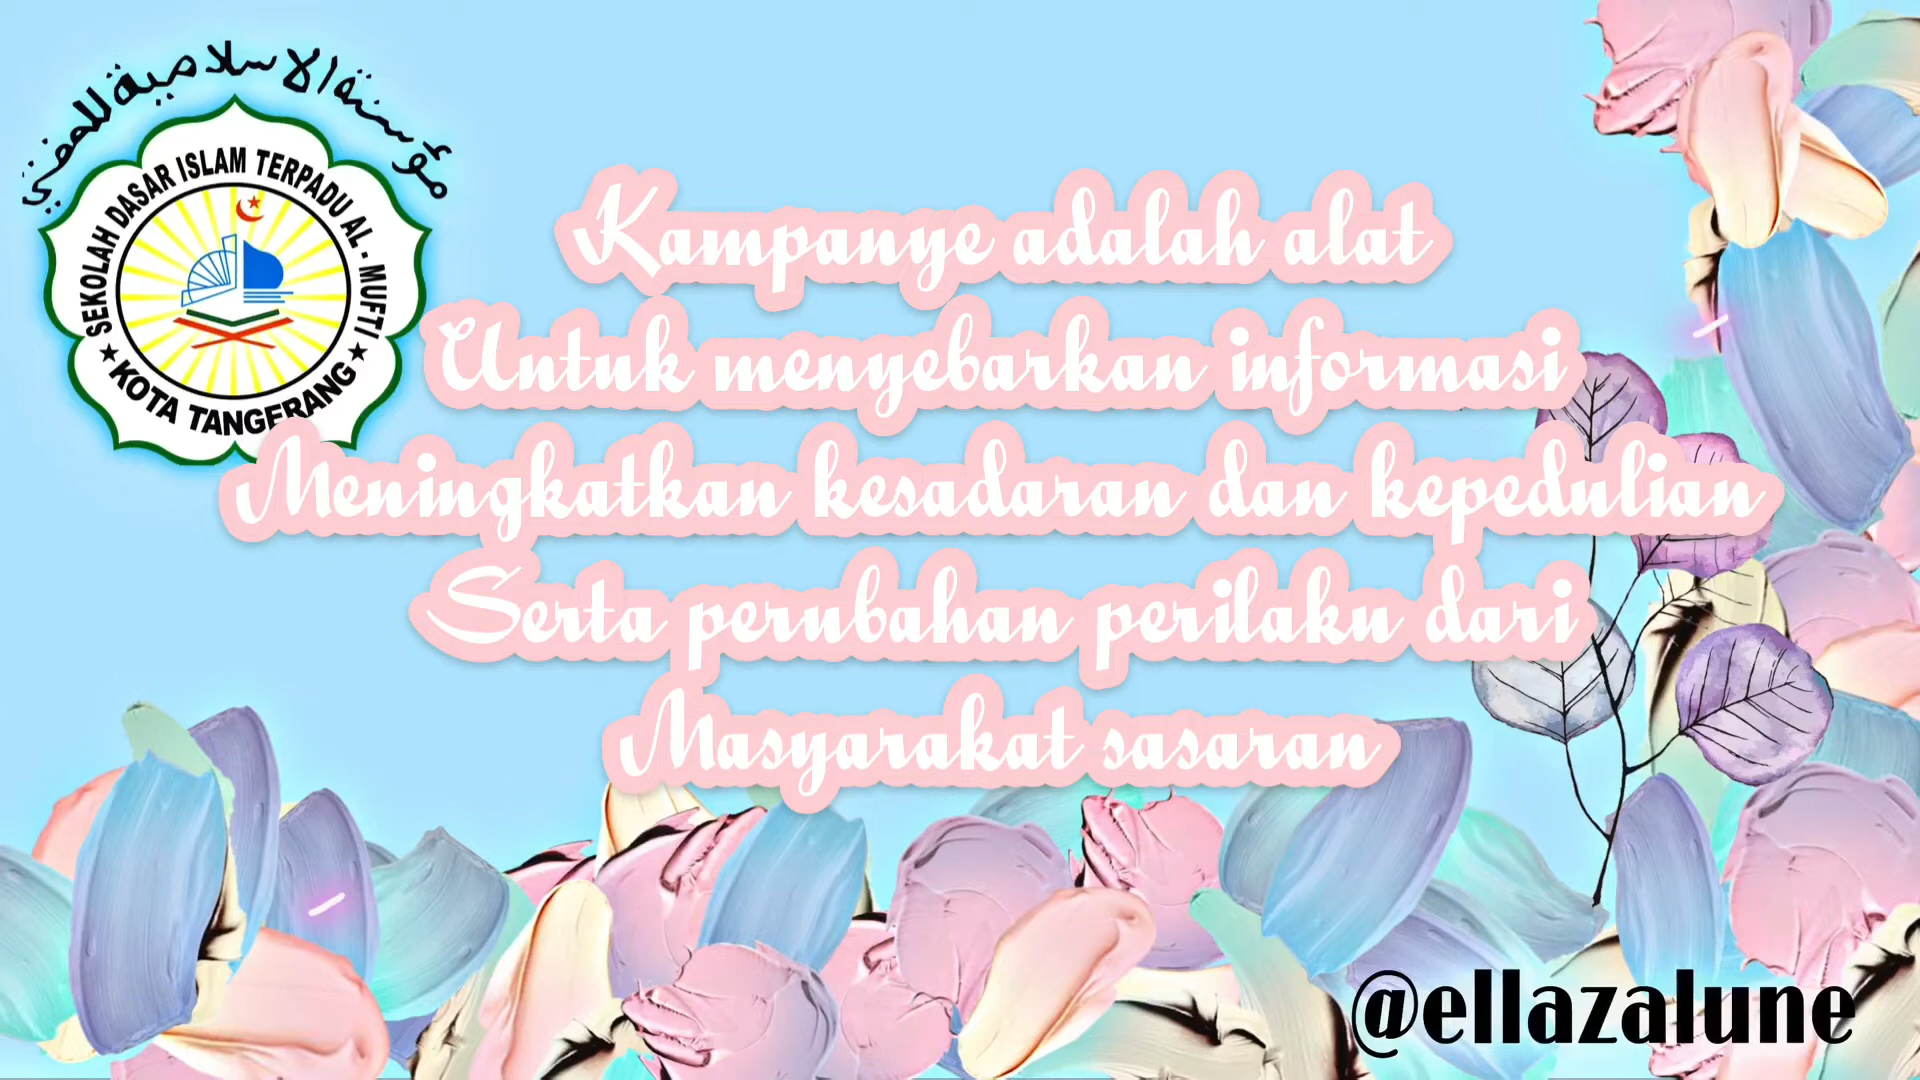 مؤسسة الاسلامية للمفتي
SEKOLAH DASAR ISLAM TERPADU AL - MUFTI
KOTA TANGERANG
Kampanye adalah alat
Untuk menyebarkan informasi
Meningkatkan kesadaran dan kepedulian
Serta perubahan perilaku dari
Masyarakat sasaran
@ellazalune